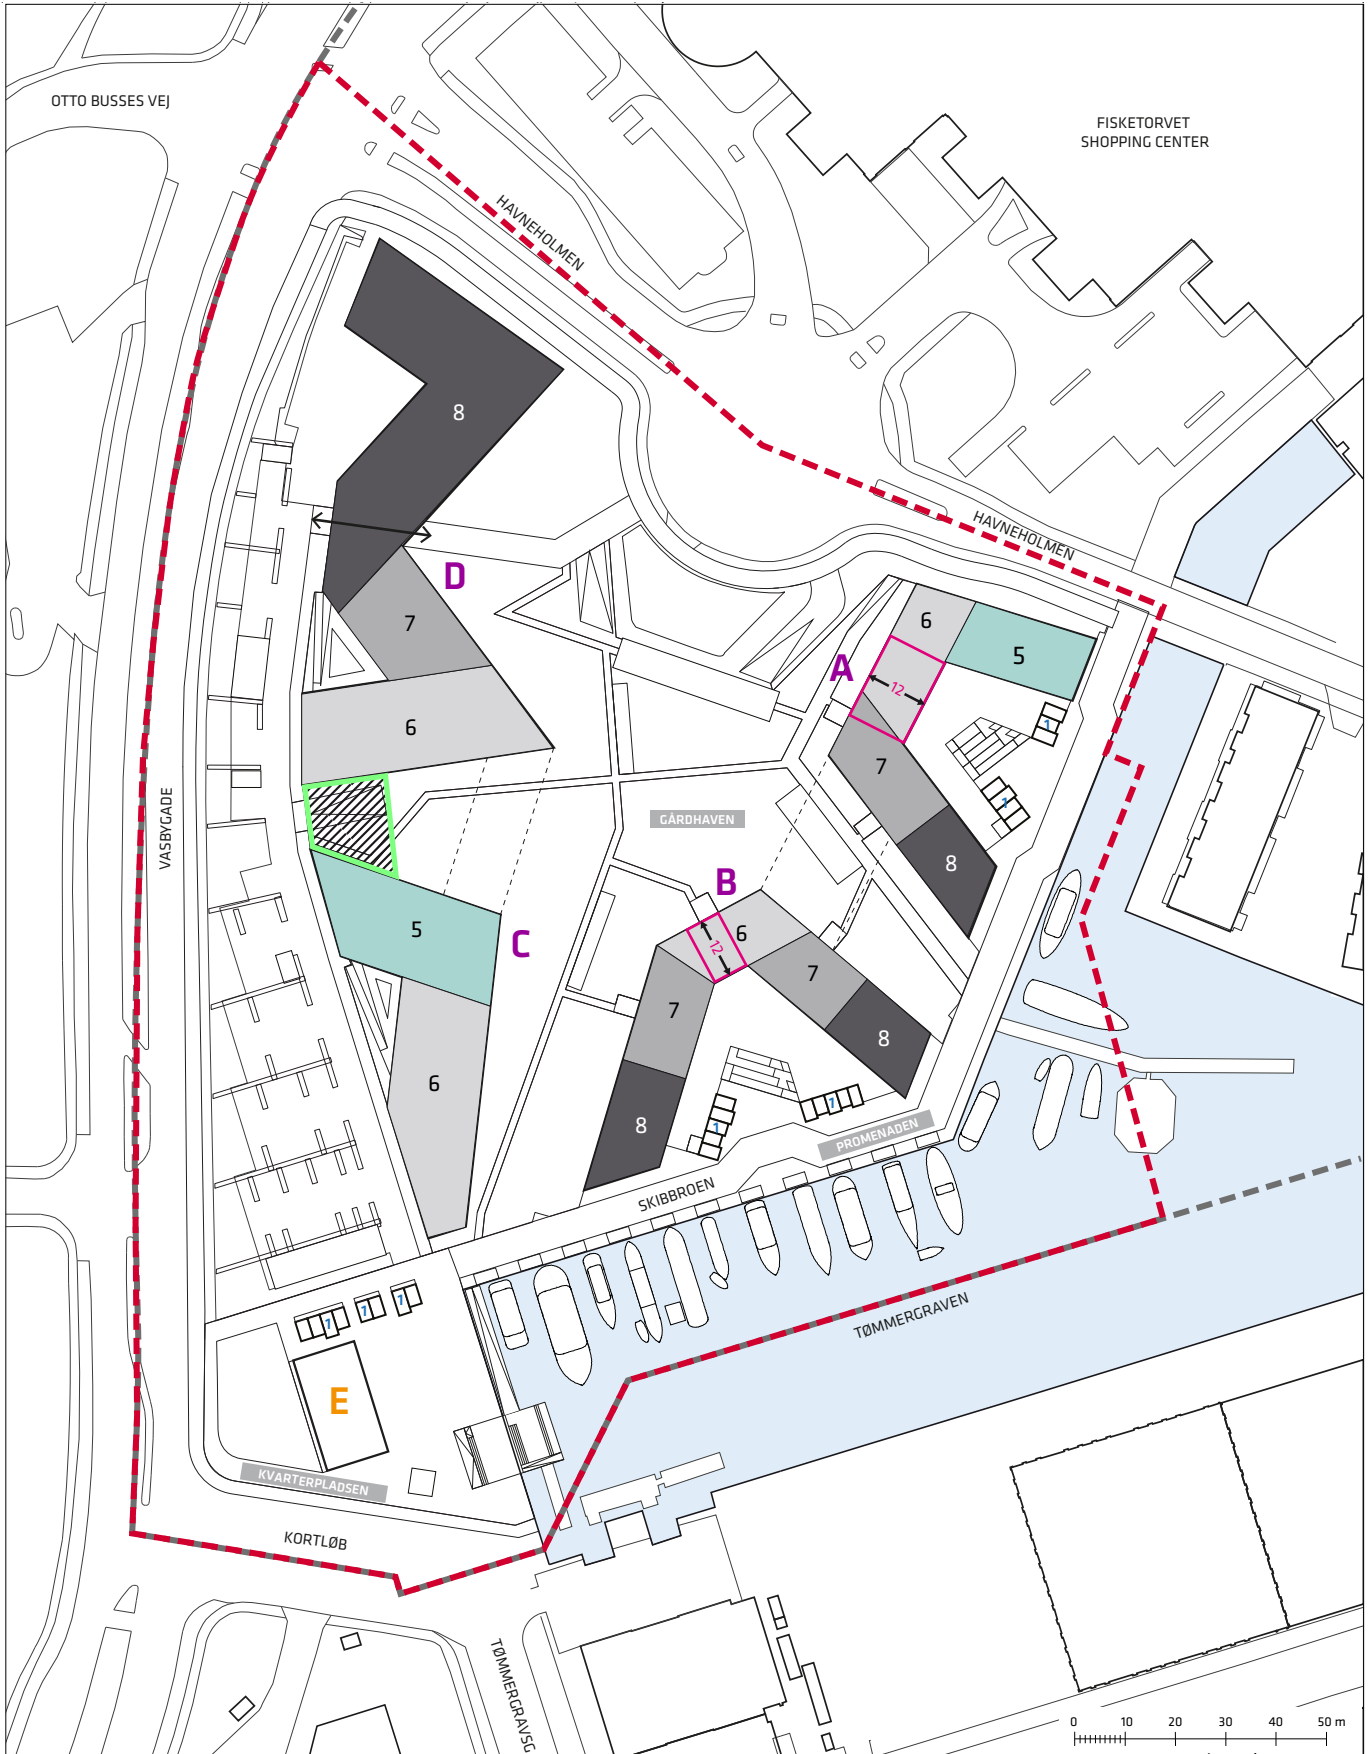 OTTO BUSSES VEJ
FISKETORVET
SHOPPING CENTER
HAVNEHOLMEN
8
HAVNEHOLMEN
D
7
6
A
6
5
12
1
7
1
8
VASBYGADE
GÅRDHAVEN
B
6
12
7
7
8
8
5
C
6
1
1
PROMENADEN
SKIBBROEN
TØMMERGRAVEN
1
1
1
E
KVARTERPLADSEN
KORTLØB
TØMMERGRAVSG
0 10 20 30 40 50 m